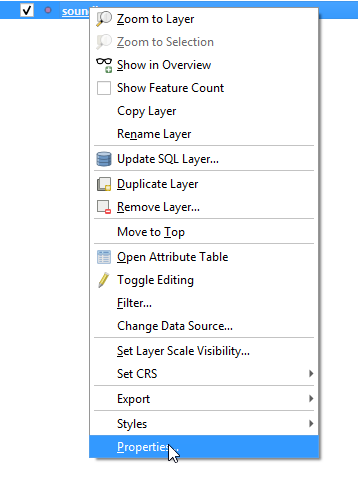 Zoom to Layer
Zoom to Selection
Show in Overview
Show Feature Count
Copy Layer
Rename Layer
Update SQL Layer...
Duplicate Layer
Remove Layer...
Move to Top
Open Attribute Table
Toggle Editing
Filter...
Change Data Source...
Set Layer Scale Visibility...
Set CRS
Export
Styles
Properties...